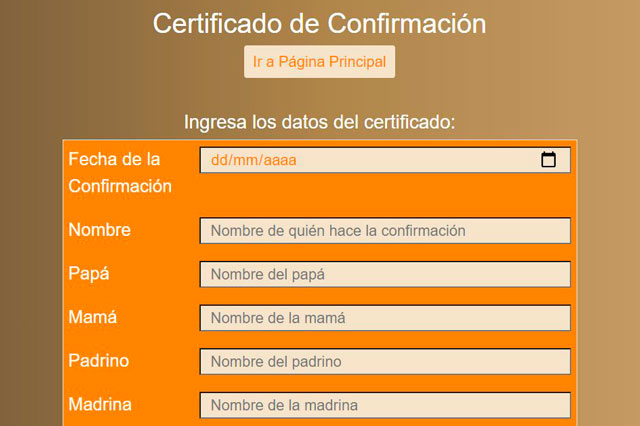 Certificado de Confirmación
Ir a Página Principal
Ingresa los datos del certificado:
Fecha de la dd/mm/aaaa
Confirmación
Nombre Nombre de quién hace la confirmación
Papá Nombre del papá
Mamá Nombre de la mamá
Padrino Nombre del padrino
Madrina Nombre de la madrina